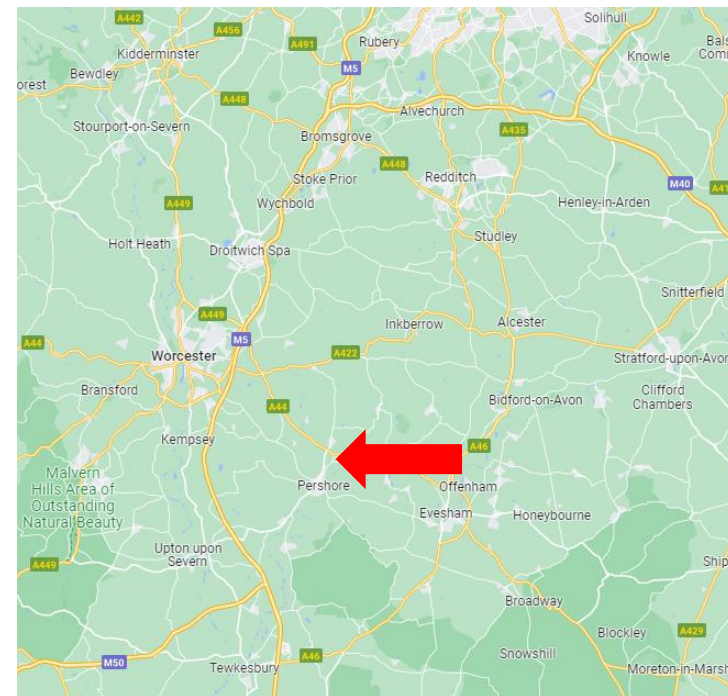 A442
A456
Solihull
Kidderminster
A491
Rubery
Knowle
Bals
Com
M5
Bewdley
orest
A448
Alvechurch
Stourport-on-Severn
Bromsgrove
A435
A448
Stoke Prior
Redditch
M40
A41
Wychbold
Henley-in-Arden
A449
Studley
Holt Heath
Droitwich Spa
Snitterfield
A449
Inkberrow
Alcester
M5
A44
Worcester
A422
Stratford-upon-Avon
Bransford
Bidford-on-Avon
Clifford
Chambers
A44
Kempsey
A46
Malvern
Hills Area of
Outstanding
Natural Beauty
Pershore
Offenham
Evesham
Honeybourne
Upton upon
Severn
A449
Ship
Broadway
Blockley
A429
Snowshill
M50
Tewkesbury
A46
Moreton-in-Marsh